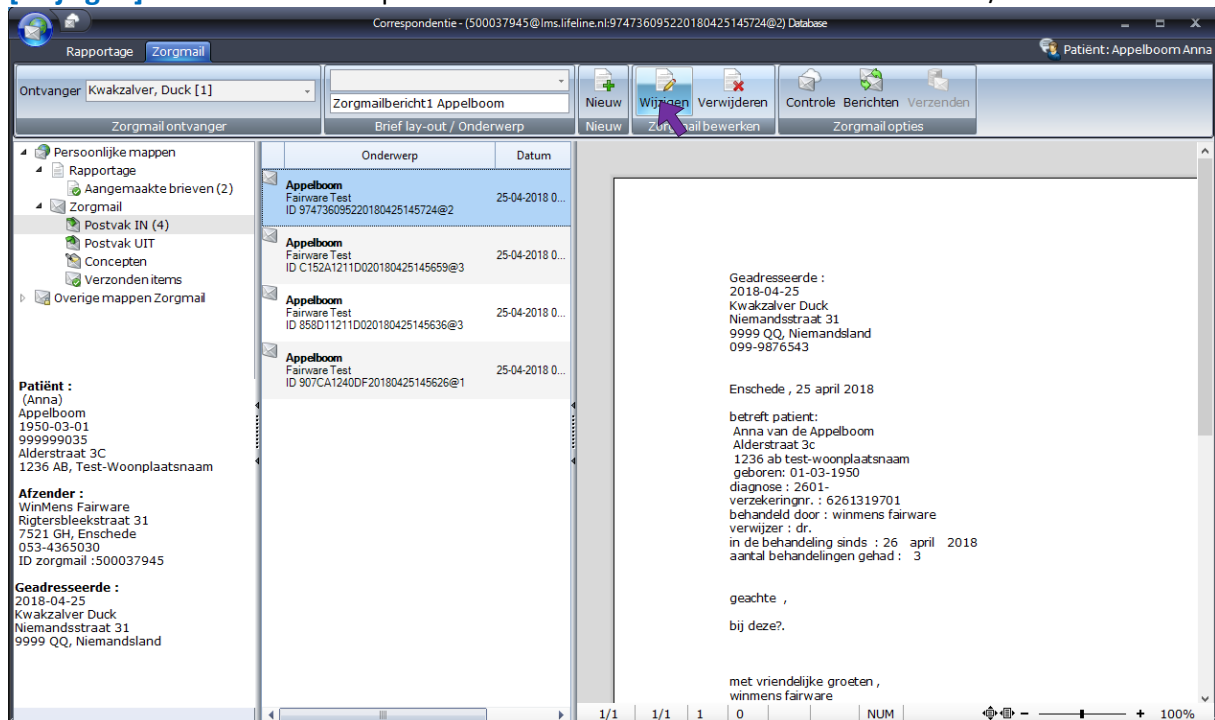 Correspondentie - (500037945@lms.lifeline.nl:974736095220180425145724@2) Database
Rapportage Zorgmail
Patiënt: Appelboom Anna
Ontvanger Kwakzalver, Duck [1]
Zorgmailbericht1 Appelboom
Nieuw Wijzigen Verwijderen Controle Berichten Verzenden
Zorgmail ontvanger Brief lay-out / Onderwerp Nieuw Zorgmail bewerken Zorgmail opties
Persoonlijke mappen
Rapportage
Aangemaakte brieven (2)
Zorgmail
Postvak IN (4)
Postvak UIT
Concepten
Verzonden items
Overige mappen Zorgmail
Patiënt :
(Anna)
Appelboom
1950-03-01
999999035
Alderstraat 3C
1236 AB, Test-Woonplaatsnaam
Afzender :
WinMens Fairware
Rigtersbleekstraat 31
7521 GH, Enschede
053-4365030
ID zorgmail :500037945
Geadresseerde :
2018-04-25
Kwakzalver Duck
Niemandsstraat 31
9999 QQ, Niemandsland
Onderwerp Datum
Appelboom
Fairware Test 25-04-2018 0...
ID 974736095220180425145724@2
Appelboom
Fairware Test 25-04-2018 0...
ID C152A1211D020180425145659@3
Appelboom
Fairware Test 25-04-2018 0...
ID 858D11211D020180425145636@3
Appelboom
Fairware Test 25-04-2018 0...
ID 907CA1240DF20180425145626@1
Geadresseerde :
2018-04-25
Kwakzalver Duck
Niemandsstraat 31
9999 QQ, Niemandsland
099-9876543
Enschede , 25 april 2018
betreft patient:
Anna van de Appelboom
Alderstraat 3c
1236 ab test-woonplaatsnaam
geboren: 01-03-1950
diagnose : 2601-
verzekeringnr. : 6261319701
behandeld door : winmens fairware
verwijzer : dr.
in de behandeling sinds : 26 april 2018
aantal behandelingen gehad : 3
geachte ,
bij deze?.
met vriendelijke groeten ,
winmens fairware
1/1 1/1 1 0 NUM 100%